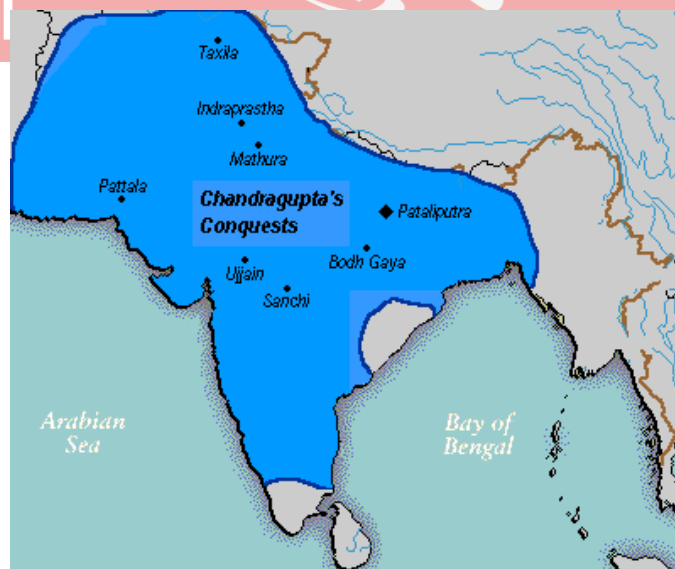 Taxila
Indraprastha
Mathura
Pattala
Chandragupta's
Conquests
Pataliputra
Bodh Gaya
Ujjain
Sanchi
Arabian
Sea
Bay of
Bengal